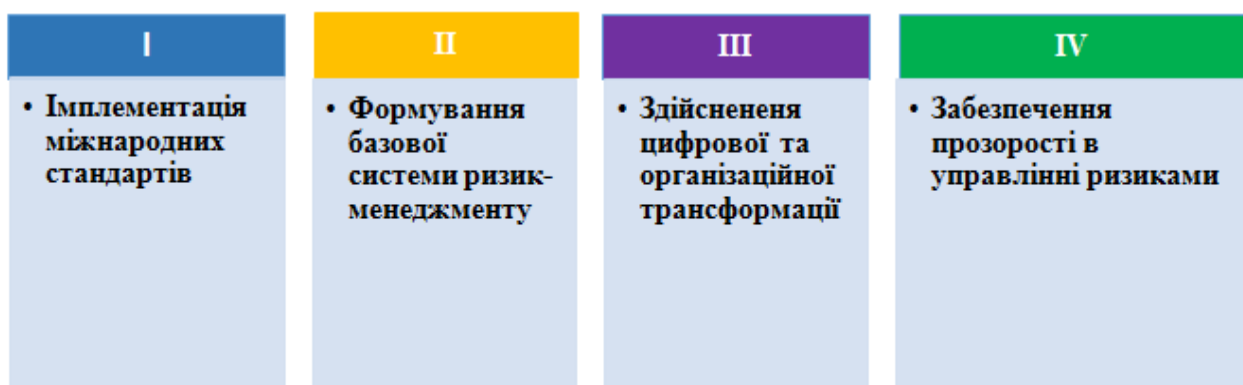 I
• Імплементація
міжнародних
стандартів
II
• Формування
базової
системи ризик-
менеджменту
III
• Здійснененя
цифрової та
організаційної
трансформації
IV
• Забезпечення
прозорості в
управлінні ризиками